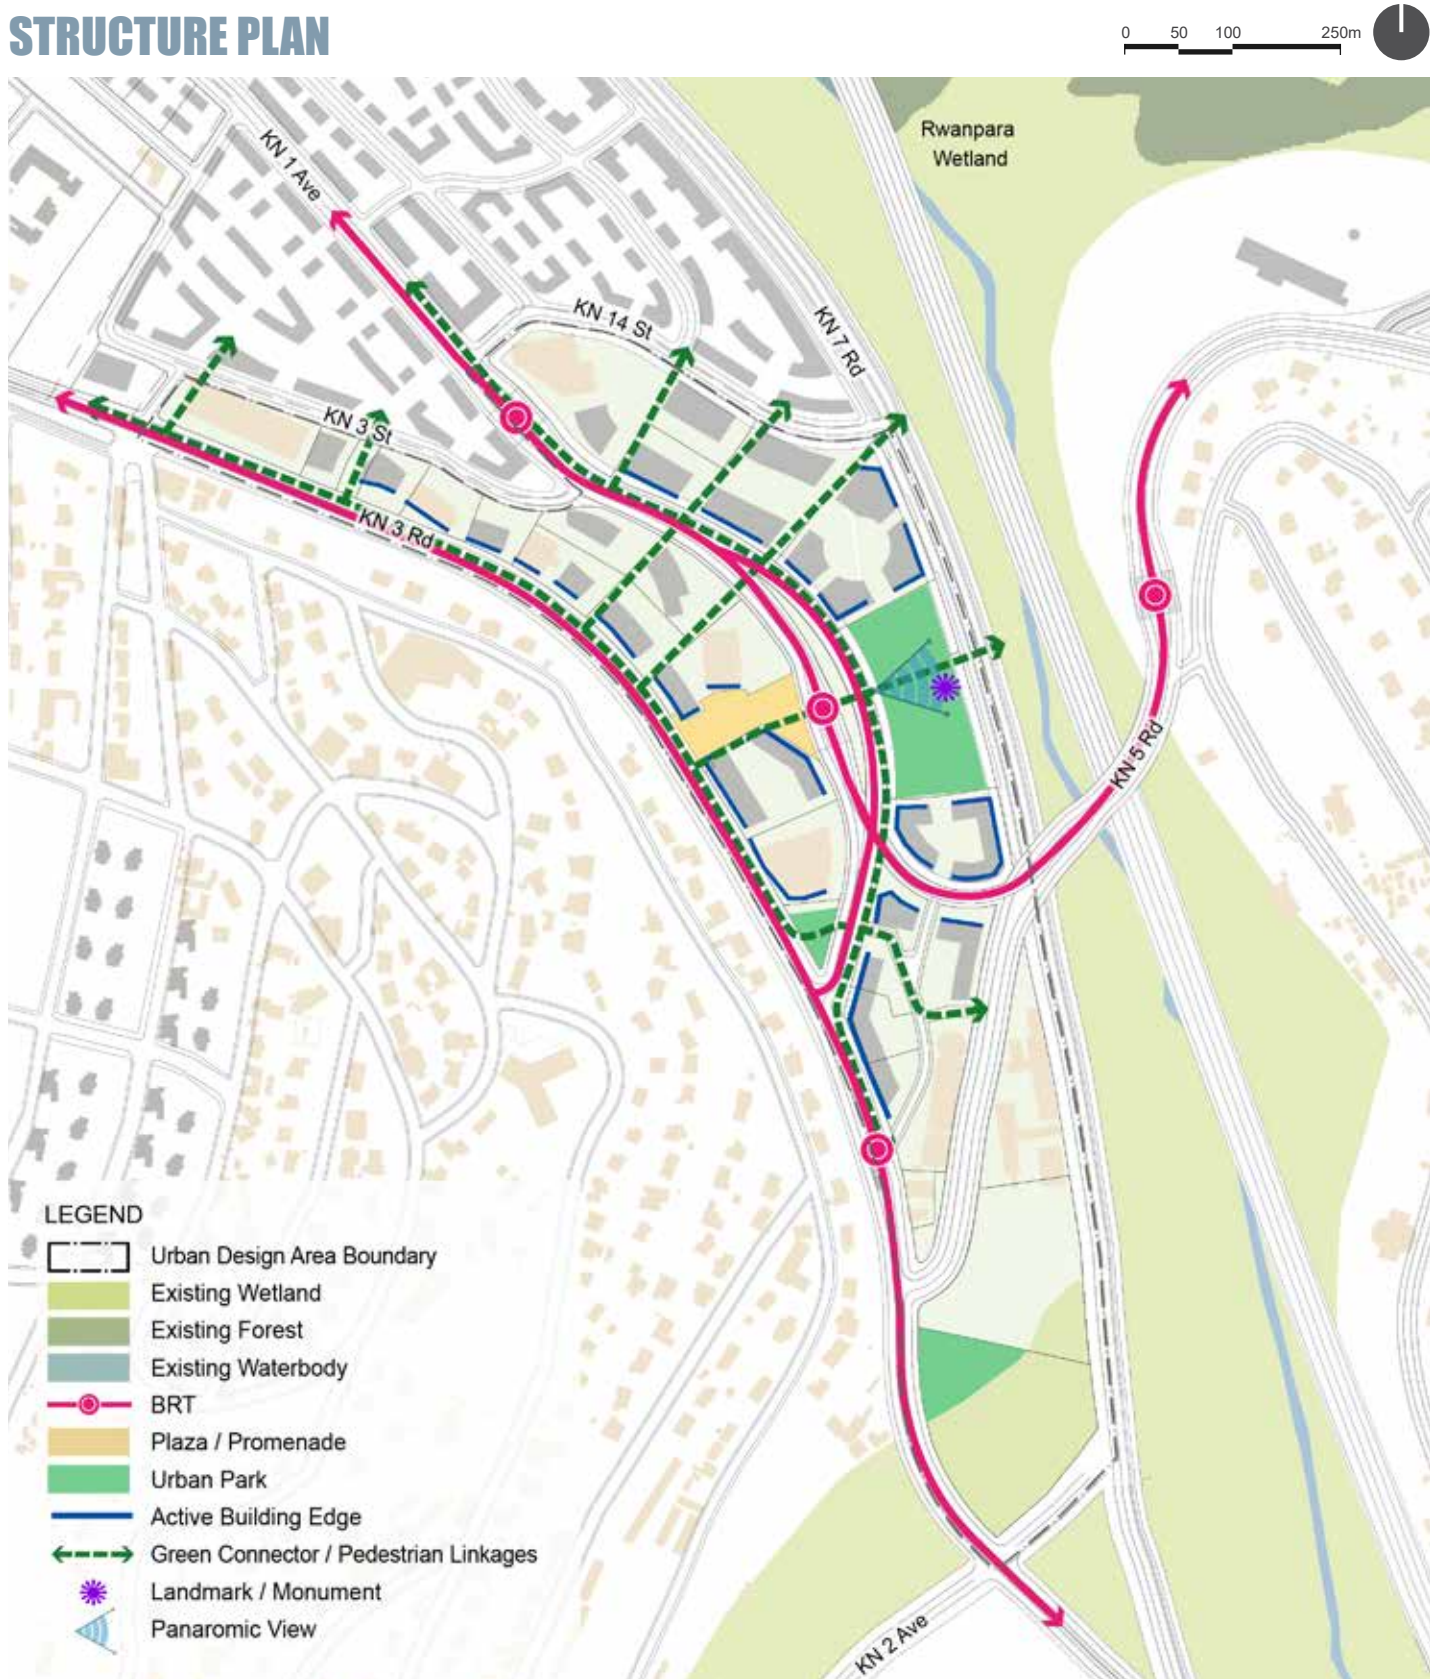 STRUCTURE PLAN
0 50 100 250m
Rwanpara
Wetland
KN 1 Ave
KN 14 St
KN 7 Rd
KN 3 St
KN 3 Rd
KN 5 Rd
LEGEND
Urban Design Area Boundary
Existing Wetland
Existing Forest
Existing Waterbody
BRT
Plaza / Promenade
Urban Park
Active Building Edge
Green Connector / Pedestrian Linkages
Landmark / Monument
Panaromic View
KN 2 Ave